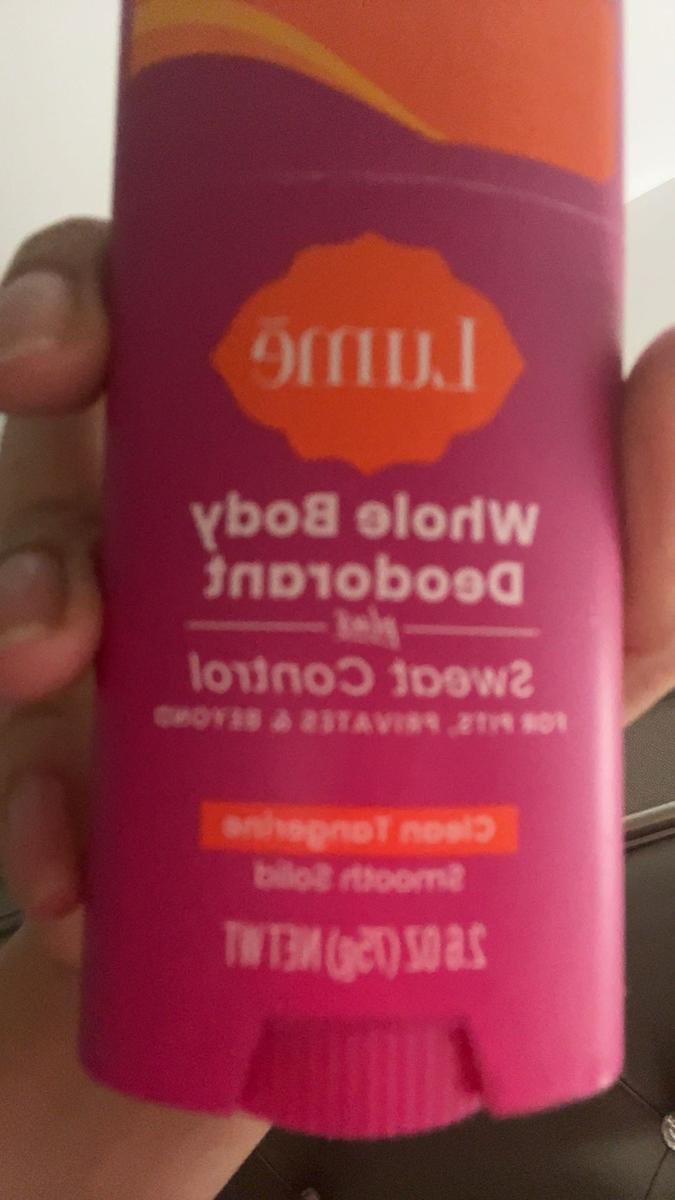 Lumē
Whole Body
Deodorant
plus
Sweat Control
FOR PITS, PRIVATES & BEYOND
Clean Tangerine
Smooth Solid
2.6 OZ (75g) NET WT